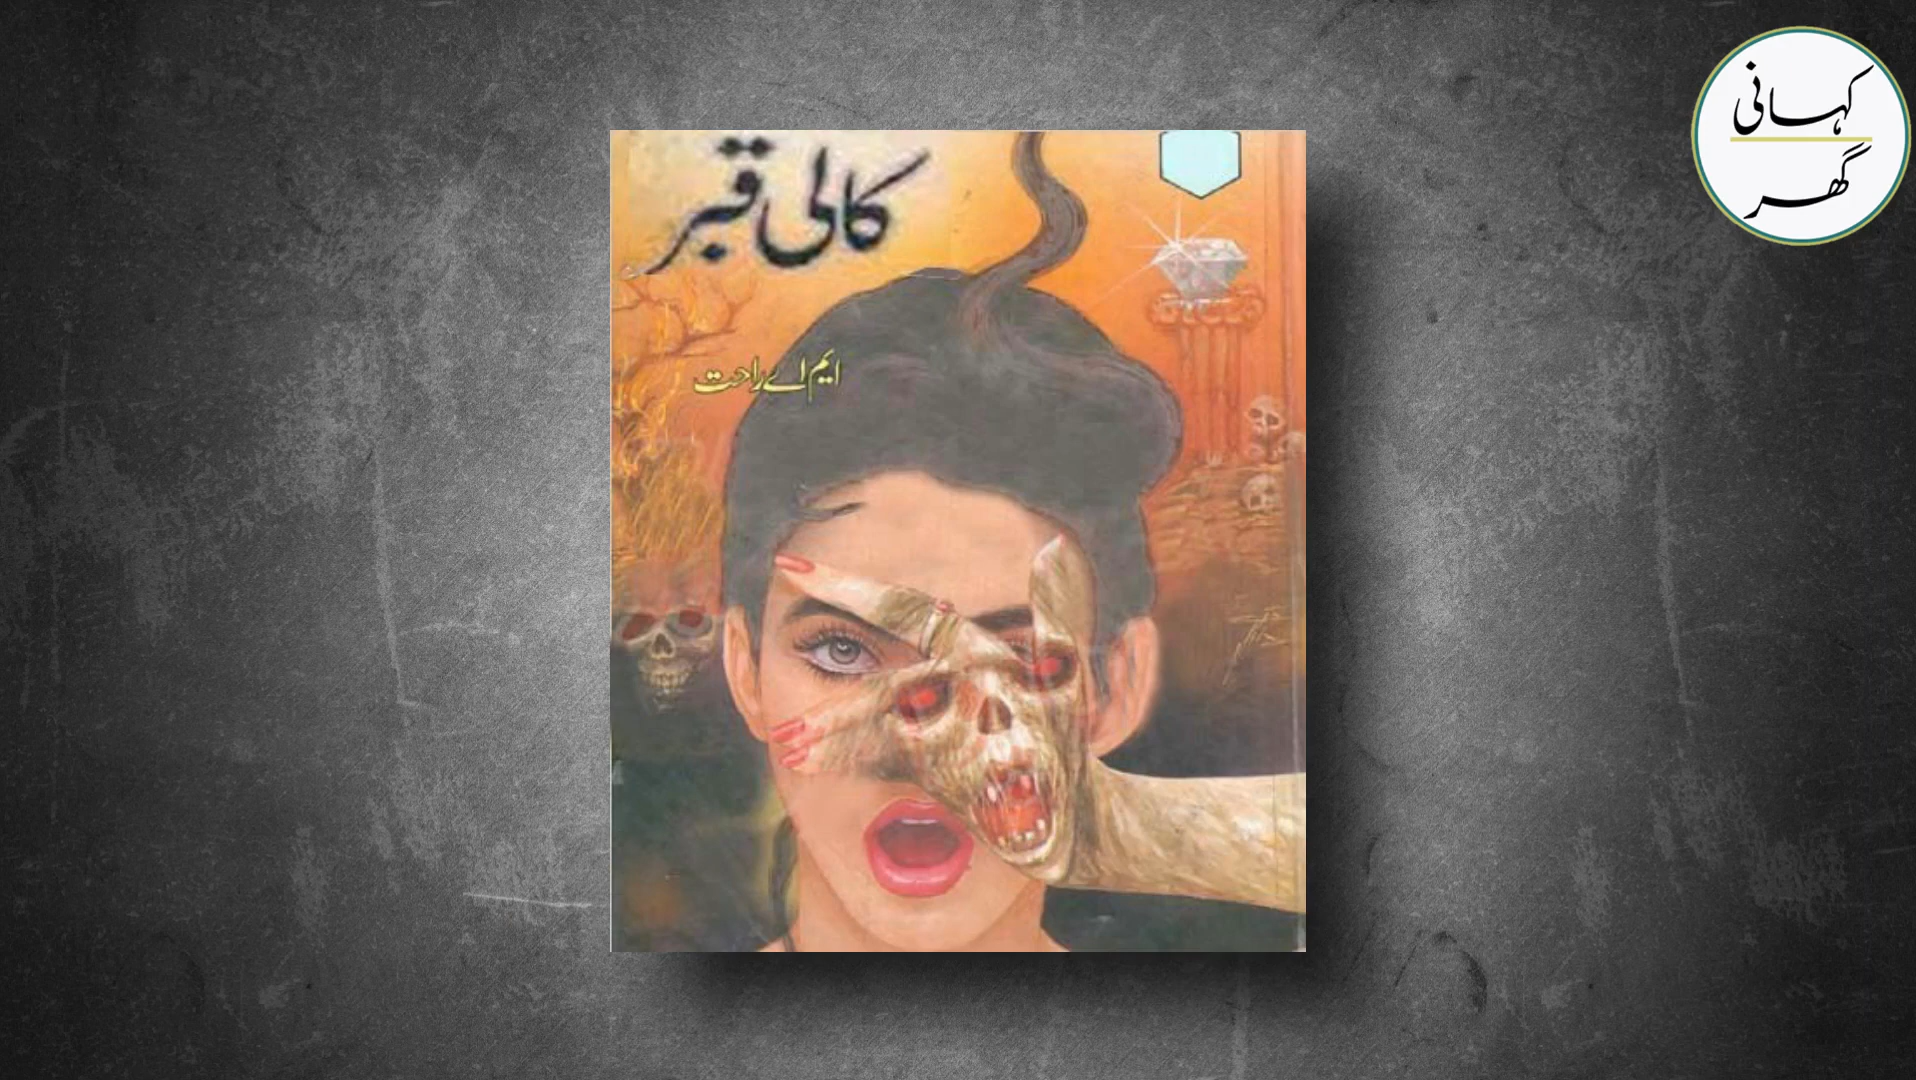 کالی قبر
ایم اے راحت
کہانی
گھر